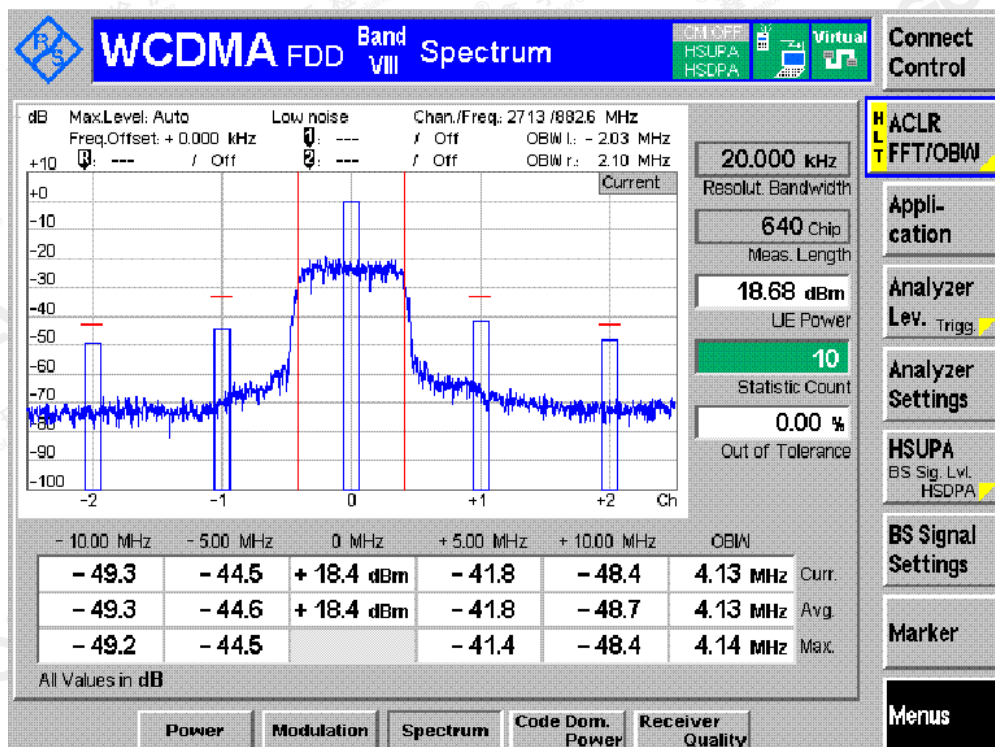 R&S
WCDMA FDD Band VIII Spectrum
HSUPA
HSDPA
Virtual
Connect Control
dB Max.Level: Auto Low noise Chan./Freq.: 2713 /882.6 MHz
Freq.Offset: + 0.000 kHz 1: --- / Off OBW l.: - 2.03 MHz
R: --- / Off 2: --- / Off OBW r.: 2.10 MHz
Current
+10
+0
-10
-20
-30
-40
-50
-60
-70
-80
-90
-100
-2 -1 0 +1 +2 Ch
20.000 kHz
Resolut. Bandwidth
640 Chip
Meas. Length
18.68 dBm
UE Power
10
Statistic Count
0.00 %
Out of Tolerance
- 10.00 MHz - 5.00 MHz 0 MHz + 5.00 MHz + 10.00 MHz OBW
- 49.3 - 44.5 + 18.4 dBm - 41.8 - 48.4 4.13 MHz Curr.
- 49.3 - 44.6 + 18.4 dBm - 41.8 - 48.7 4.13 MHz Avg.
- 49.2 - 44.5 - 41.4 - 48.4 4.14 MHz Max.
All Values in dB
HLT
ACLR
FFT/OBW
Appli-
cation
Analyzer
Lev. Trigg.
Analyzer
Settings
HSUPA
BS Sig. Lvl.
HSDPA
BS Signal
Settings
Marker
Menus
Power
Modulation
Spectrum
Code Dom.
Power
Receiver
Quality